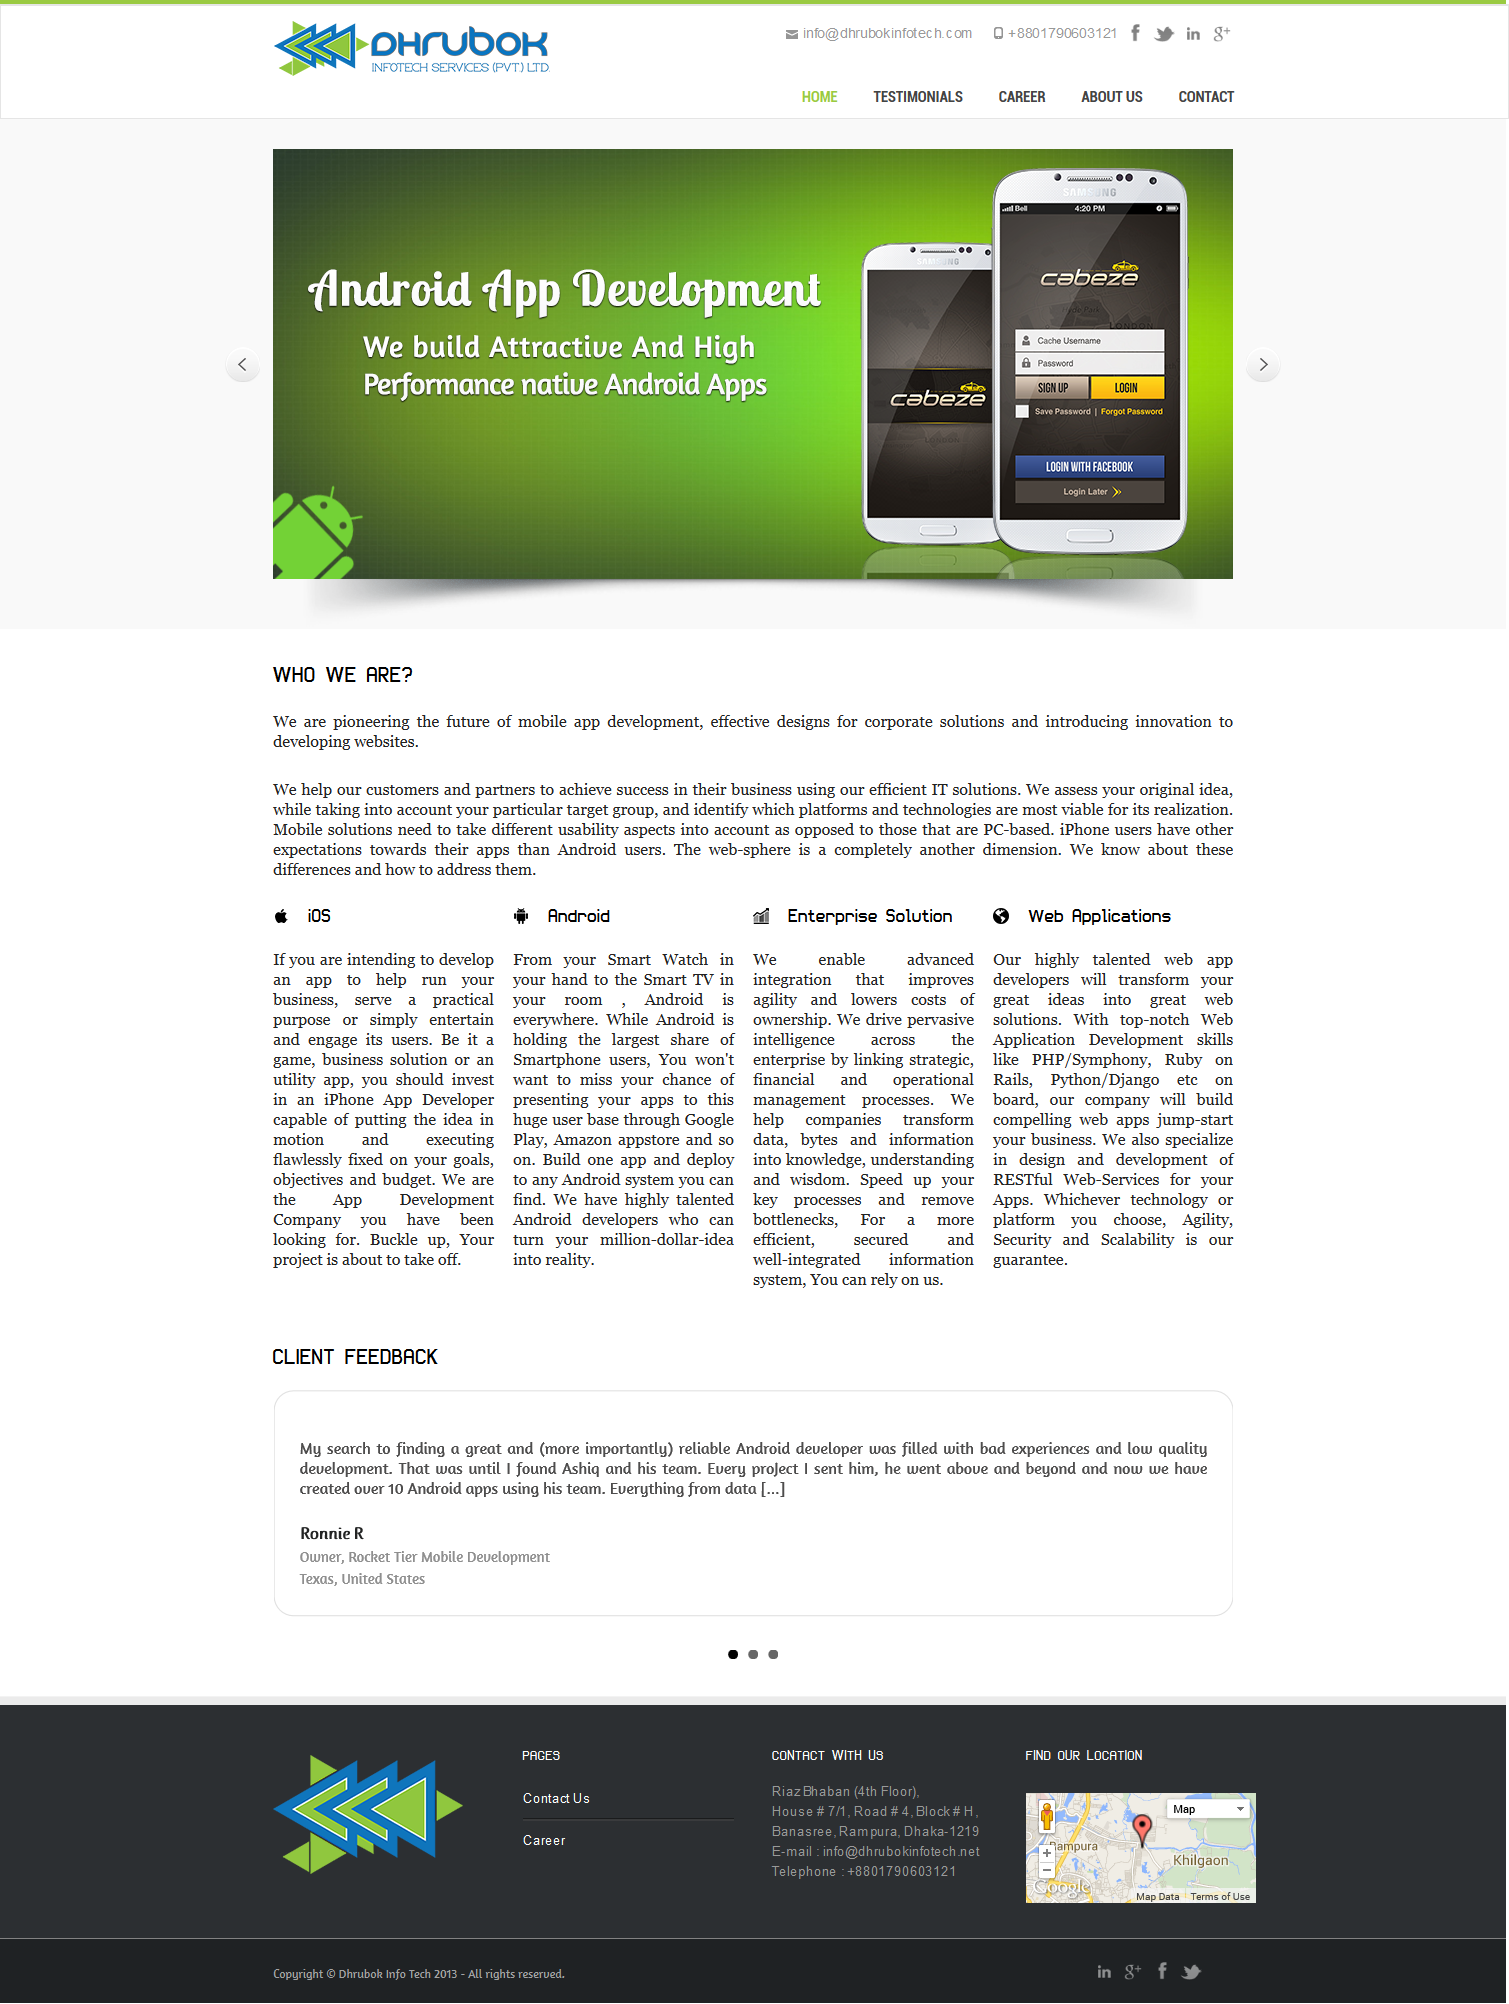 DHRUBOK
INFOTECH SERVICES (PVT.) LTD.
info@dhrubokinfotech.com +8801790603121
HOME TESTIMONIALS CAREER ABOUT US CONTACT
Android App Development
We build Attractive And High
Performance native Android Apps
SAMSUNG
cabeze
SAMSUNG
Bell 4:20 PM
cabeze
LONDON
Cache Username
Password
SIGN UP LOGIN
Save Password | Forgot Password
LOGIN WITH FACEBOOK
Login Later
WHO WE ARE?
We are pioneering the future of mobile app development, effective designs for corporate solutions and introducing innovation to
developing websites.
We help our customers and partners to achieve success in their business using our efficient IT solutions. We assess your original idea,
while taking into account your particular target group, and identify which platforms and technologies are most viable for its realization.
Mobile solutions need to take different usability aspects into account as opposed to those that are PC-based. iPhone users have other
expectations towards their apps than Android users. The web-sphere is a completely another dimension. We know about these
differences and how to address them.
iOS
If you are intending to develop
an app to help run your
business, serve a practical
purpose or simply entertain
and engage its users. Be it a
game, business solution or an
utility app, you should invest
in an iPhone App Developer
capable of putting the idea in
motion and executing
flawlessly fixed on your goals,
objectives and budget. We are
the App Development
Company you have been
looking for. Buckle up, Your
project is about to take off.
Android
From your Smart Watch in
your hand to the Smart TV in
your room , Android is
everywhere. While Android is
holding the largest share of
Smartphone users, You won't
want to miss your chance of
presenting your apps to this
huge user base through Google
Play, Amazon appstore and so
on. Build one app and deploy
to any Android system you can
find. We have highly talented
Android developers who can
turn your million-dollar-idea
into reality.
Enterprise Solution
We enable advanced
integration that improves
agility and lowers costs of
ownership. We drive pervasive
intelligence across the
enterprise by linking strategic,
financial and operational
management processes. We
help companies transform
data, bytes and information
into knowledge, understanding
and wisdom. Speed up your
key processes and remove
bottlenecks, For a more
efficient, secured and
well-integrated information
system, You can rely on us.
Web Applications
Our highly talented web app
developers will transform your
great ideas into great web
solutions. With top-notch Web
Application Development skills
like PHP/Symphony, Ruby on
Rails, Python/Django etc on
board, our company will build
compelling web apps jump-start
your business. We also specialize
in design and development of
RESTful Web-Services for your
Apps. Whichever technology or
platform you choose, Agility,
Security and Scalability is our
guarantee.
CLIENT FEEDBACK
My search to finding a great and (more importantly) reliable Android developer was filled with bad experiences and low quality
development. That was until I found Ashiq and his team. Every project I sent him, he went above and beyond and now we have
created over 10 Android apps using his team. Everything from data [...]
Ronnie R
Owner, Rocket Tier Mobile Development
Texas, United States
PAGES
Contact Us
Career
CONTACT WITH US
Riaz Bhaban (4th Floor),
House # 7/1, Road # 4, Block # H,
Banasree, Rampura, Dhaka-1219
E-mail : info@dhrubokinfotech.net
Telephone : +8801790603121
FIND OUR LOCATION
Map
Rampura
Khilgaon
Google
Map Data Terms of Use
Copyright © Dhrubok Info Tech 2013 - All rights reserved.